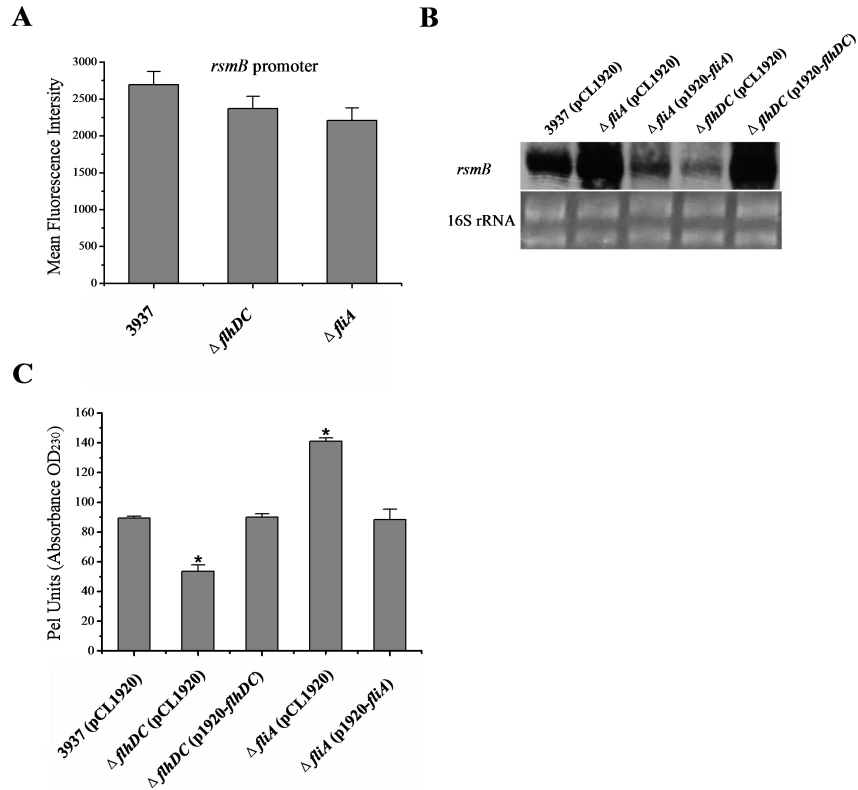 A
rsmB promoter
Mean Fluorescence Intensity
3000
2500
2000
1500
1000
500
0
3937
Δ flhDC
Δ fliA
B
3937 (pCL1920)
Δ fliA (pCL1920)
Δ fliA (p1920-fliA)
Δ flhDC (pCL1920)
Δ flhDC (p1920-flhDC)
rsmB
16S rRNA
C
Pel Units (Absorbance OD230)
160
140
120
100
80
60
40
20
0
*
*
3937 (pCL1920)
Δ flhDC (pCL1920)
Δ flhDC (p1920-flhDC)
Δ fliA (pCL1920)
Δ fliA (p1920-fliA)